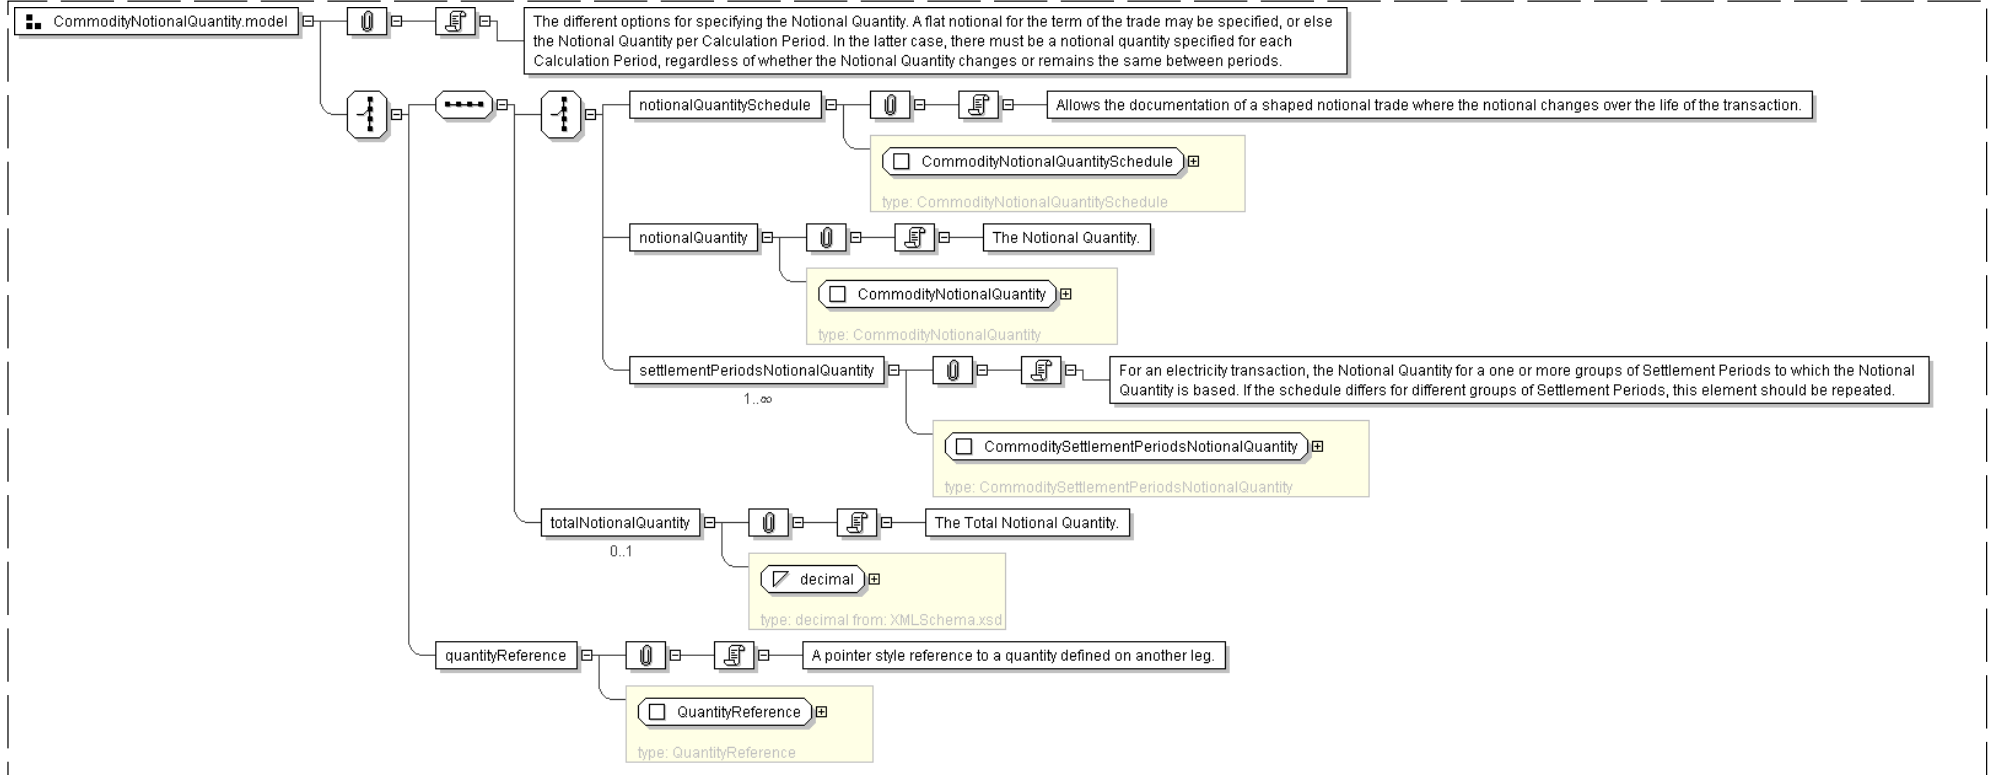 CommodityNotionalQuantity.model
The different options for specifying the Notional Quantity. A flat notional for the term of the trade may be specified, or else
the Notional Quantity per Calculation Period. In the latter case, there must be a notional quantity specified for each
Calculation Period, regardless of whether the Notional Quantity changes or remains the same between periods.
notionalQuantitySchedule
Allows the documentation of a shaped notional trade where the notional changes over the life of the transaction.
CommodityNotionalQuantitySchedule
type: CommodityNotionalQuantitySchedule
notionalQuantity
The Notional Quantity.
CommodityNotionalQuantity
type: CommodityNotionalQuantity
settlementPeriodsNotionalQuantity
1..∞
For an electricity transaction, the Notional Quantity for a one or more groups of Settlement Periods to which the Notional
Quantity is based. If the schedule differs for different groups of Settlement Periods, this element should be repeated.
CommoditySettlementPeriodsNotionalQuantity
type: CommoditySettlementPeriodsNotionalQuantity
totalNotionalQuantity
0..1
The Total Notional Quantity.
decimal
type: decimal from: XMLSchema.xsd
quantityReference
A pointer style reference to a quantity defined on another leg.
QuantityReference
type: QuantityReference